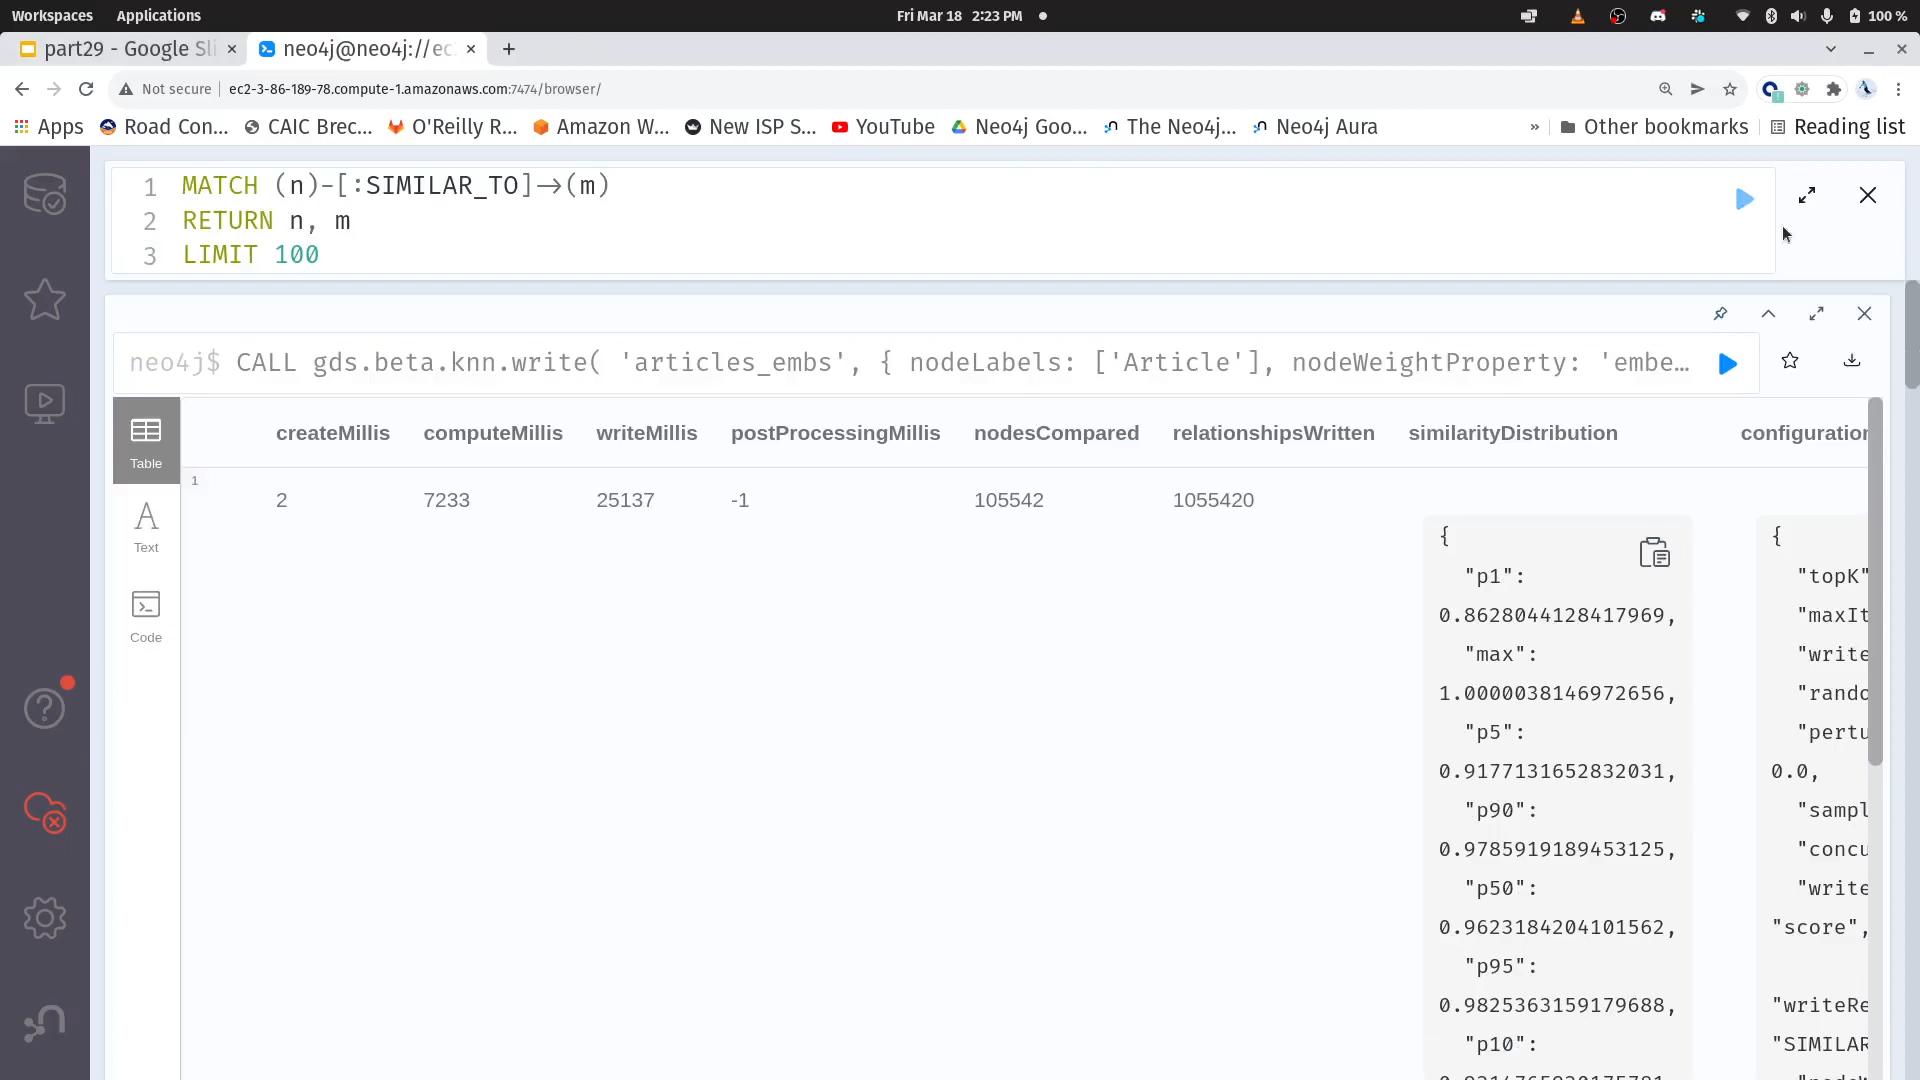 Workspaces Applications Fri Mar 18 2:23 PM 100 %
part29 - Google Sli neo4j@neo4j://ec2
Not secure ec2-3-86-189-78.compute-1.amazonaws.com:7474/browser/
Apps Road Con... CAIC Brec... O'Reilly R... Amazon W... New ISP S... YouTube Neo4j Goo... The Neo4j... Neo4j Aura » Other bookmarks Reading list
1 MATCH (n)-[:SIMILAR_TO]->(m)
2 RETURN n, m
3 LIMIT 100
neo4j$ CALL gds.beta.knn.write( 'articles_embs', { nodeLabels: ['Article'], nodeWeightProperty: 'embe…
Table
Text
Code
createMillis computeMillis writeMillis postProcessingMillis nodesCompared relationshipsWritten similarityDistribution configuration
1
2 7233 25137 -1 105542 1055420
{
"p1":
0.8628044128417969,
"max":
1.0000038146972656,
"p5":
0.9177131652832031,
"p90":
0.9785919189453125,
"p50":
0.9623184204101562,
"p95":
0.9825363159179688,
"p10":
{
"topK"
"maxIt
"write
"rando
"pertu
0.0,
"sampl
"concu
"write
"score",
"writeRe
"SIMILAR